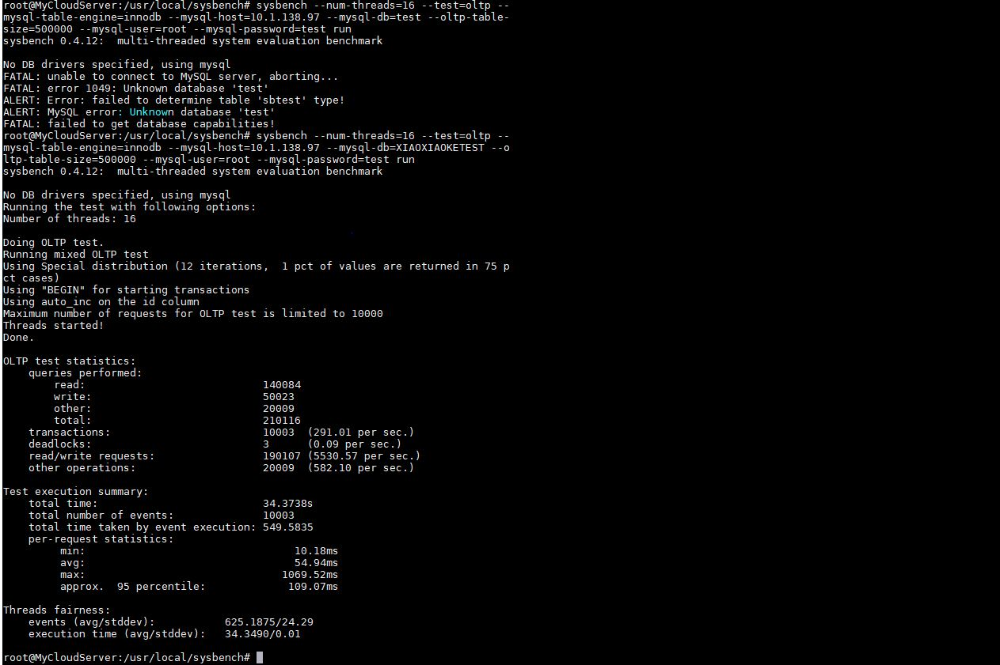 root@MyCloudServer:/usr/local/sysbench# sysbench --num-threads=16 --test=oltp --
mysql-table-engine=innodb --mysql-host=10.1.138.97 --mysql-db=test --oltp-table-
size=500000 --mysql-user=root --mysql-password=test run
sysbench 0.4.12:  multi-threaded system evaluation benchmark

No DB drivers specified, using mysql
FATAL: unable to connect to MySQL server, aborting...
FATAL: error 1049: Unknown database 'test'
ALERT: Error: failed to determine table 'sbtest' type!
ALERT: MySQL error: Unknown database 'test'
FATAL: failed to get database capabilities!
root@MyCloudServer:/usr/local/sysbench# sysbench --num-threads=16 --test=oltp --
mysql-table-engine=innodb --mysql-host=10.1.138.97 --mysql-db=XIAOXIAOKETEST --o
ltp-table-size=500000 --mysql-user=root --mysql-password=test run
sysbench 0.4.12:  multi-threaded system evaluation benchmark

No DB drivers specified, using mysql
Running the test with following options:
Number of threads: 16

Doing OLTP test.
Running mixed OLTP test
Using Special distribution (12 iterations,  1 pct of values are returned in 75 p
ct cases)
Using "BEGIN" for starting transactions
Using auto_inc on the id column
Maximum number of requests for OLTP test is limited to 10000
Threads started!
Done.

OLTP test statistics:
    queries performed:
        read:                            140084
        write:                           50023
        other:                           20009
        total:                           210116
    transactions:                        10003  (291.01 per sec.)
    deadlocks:                           3      (0.09 per sec.)
    read/write requests:                 190107 (5530.57 per sec.)
    other operations:                    20009  (582.10 per sec.)

Test execution summary:
    total time:                          34.3738s
    total number of events:              10003
    total time taken by event execution: 549.5835
    per-request statistics:
         min:                                 10.18ms
         avg:                                 54.94ms
         max:                               1069.52ms
         approx.  95 percentile:             109.07ms

Threads fairness:
    events (avg/stddev):           625.1875/24.29
    execution time (avg/stddev):   34.3490/0.01

root@MyCloudServer:/usr/local/sysbench#